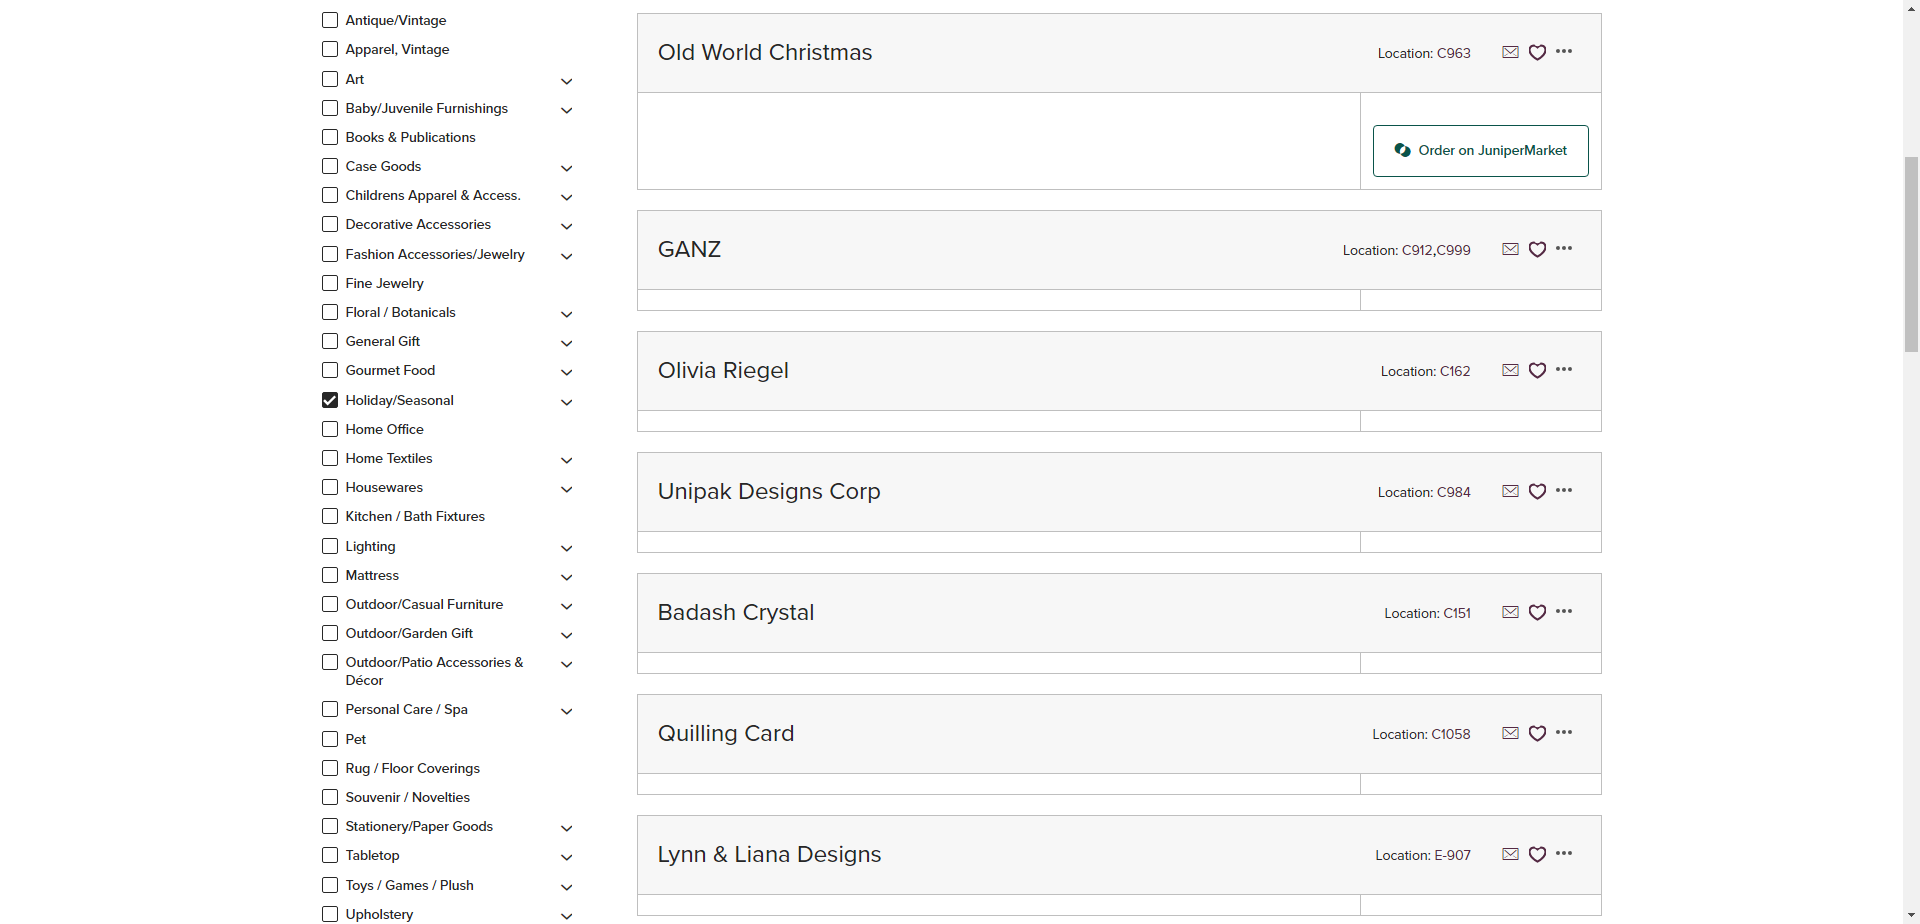 Antique/Vintage
Apparel, Vintage
Art
Baby/Juvenile Furnishings
Books & Publications
Case Goods
Childrens Apparel & Access.
Decorative Accessories
Fashion Accessories/Jewelry
Fine Jewelry
Floral / Botanicals
General Gift
Gourmet Food
Holiday/Seasonal
Home Office
Home Textiles
Housewares
Kitchen / Bath Fixtures
Lighting
Mattress
Outdoor/Casual Furniture
Outdoor/Garden Gift
Outdoor/Patio Accessories &
Décor
Personal Care / Spa
Pet
Rug / Floor Coverings
Souvenir / Novelties
Stationery/Paper Goods
Tabletop
Toys / Games / Plush
Upholstery
Old World Christmas
Location: C963
Order on JuniperMarket
GANZ
Location: C912,C999
Olivia Riegel
Location: C162
Unipak Designs Corp
Location: C984
Badash Crystal
Location: C151
Quilling Card
Location: C1058
Lynn & Liana Designs
Location: E-907